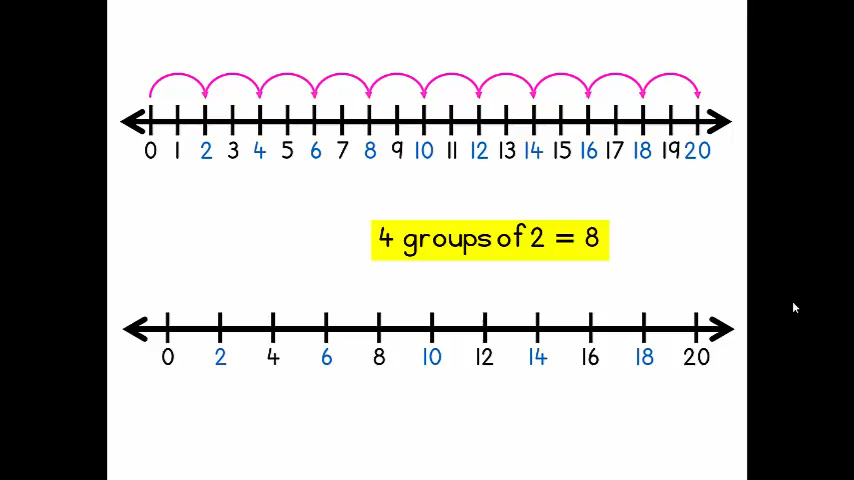 0 1 2 3 4 5 6 7 8 9 10 11 12 13 14 15 16 17 18 19 20
4 groups of 2 = 8
0 2 4 6 8 10 12 14 16 18 20